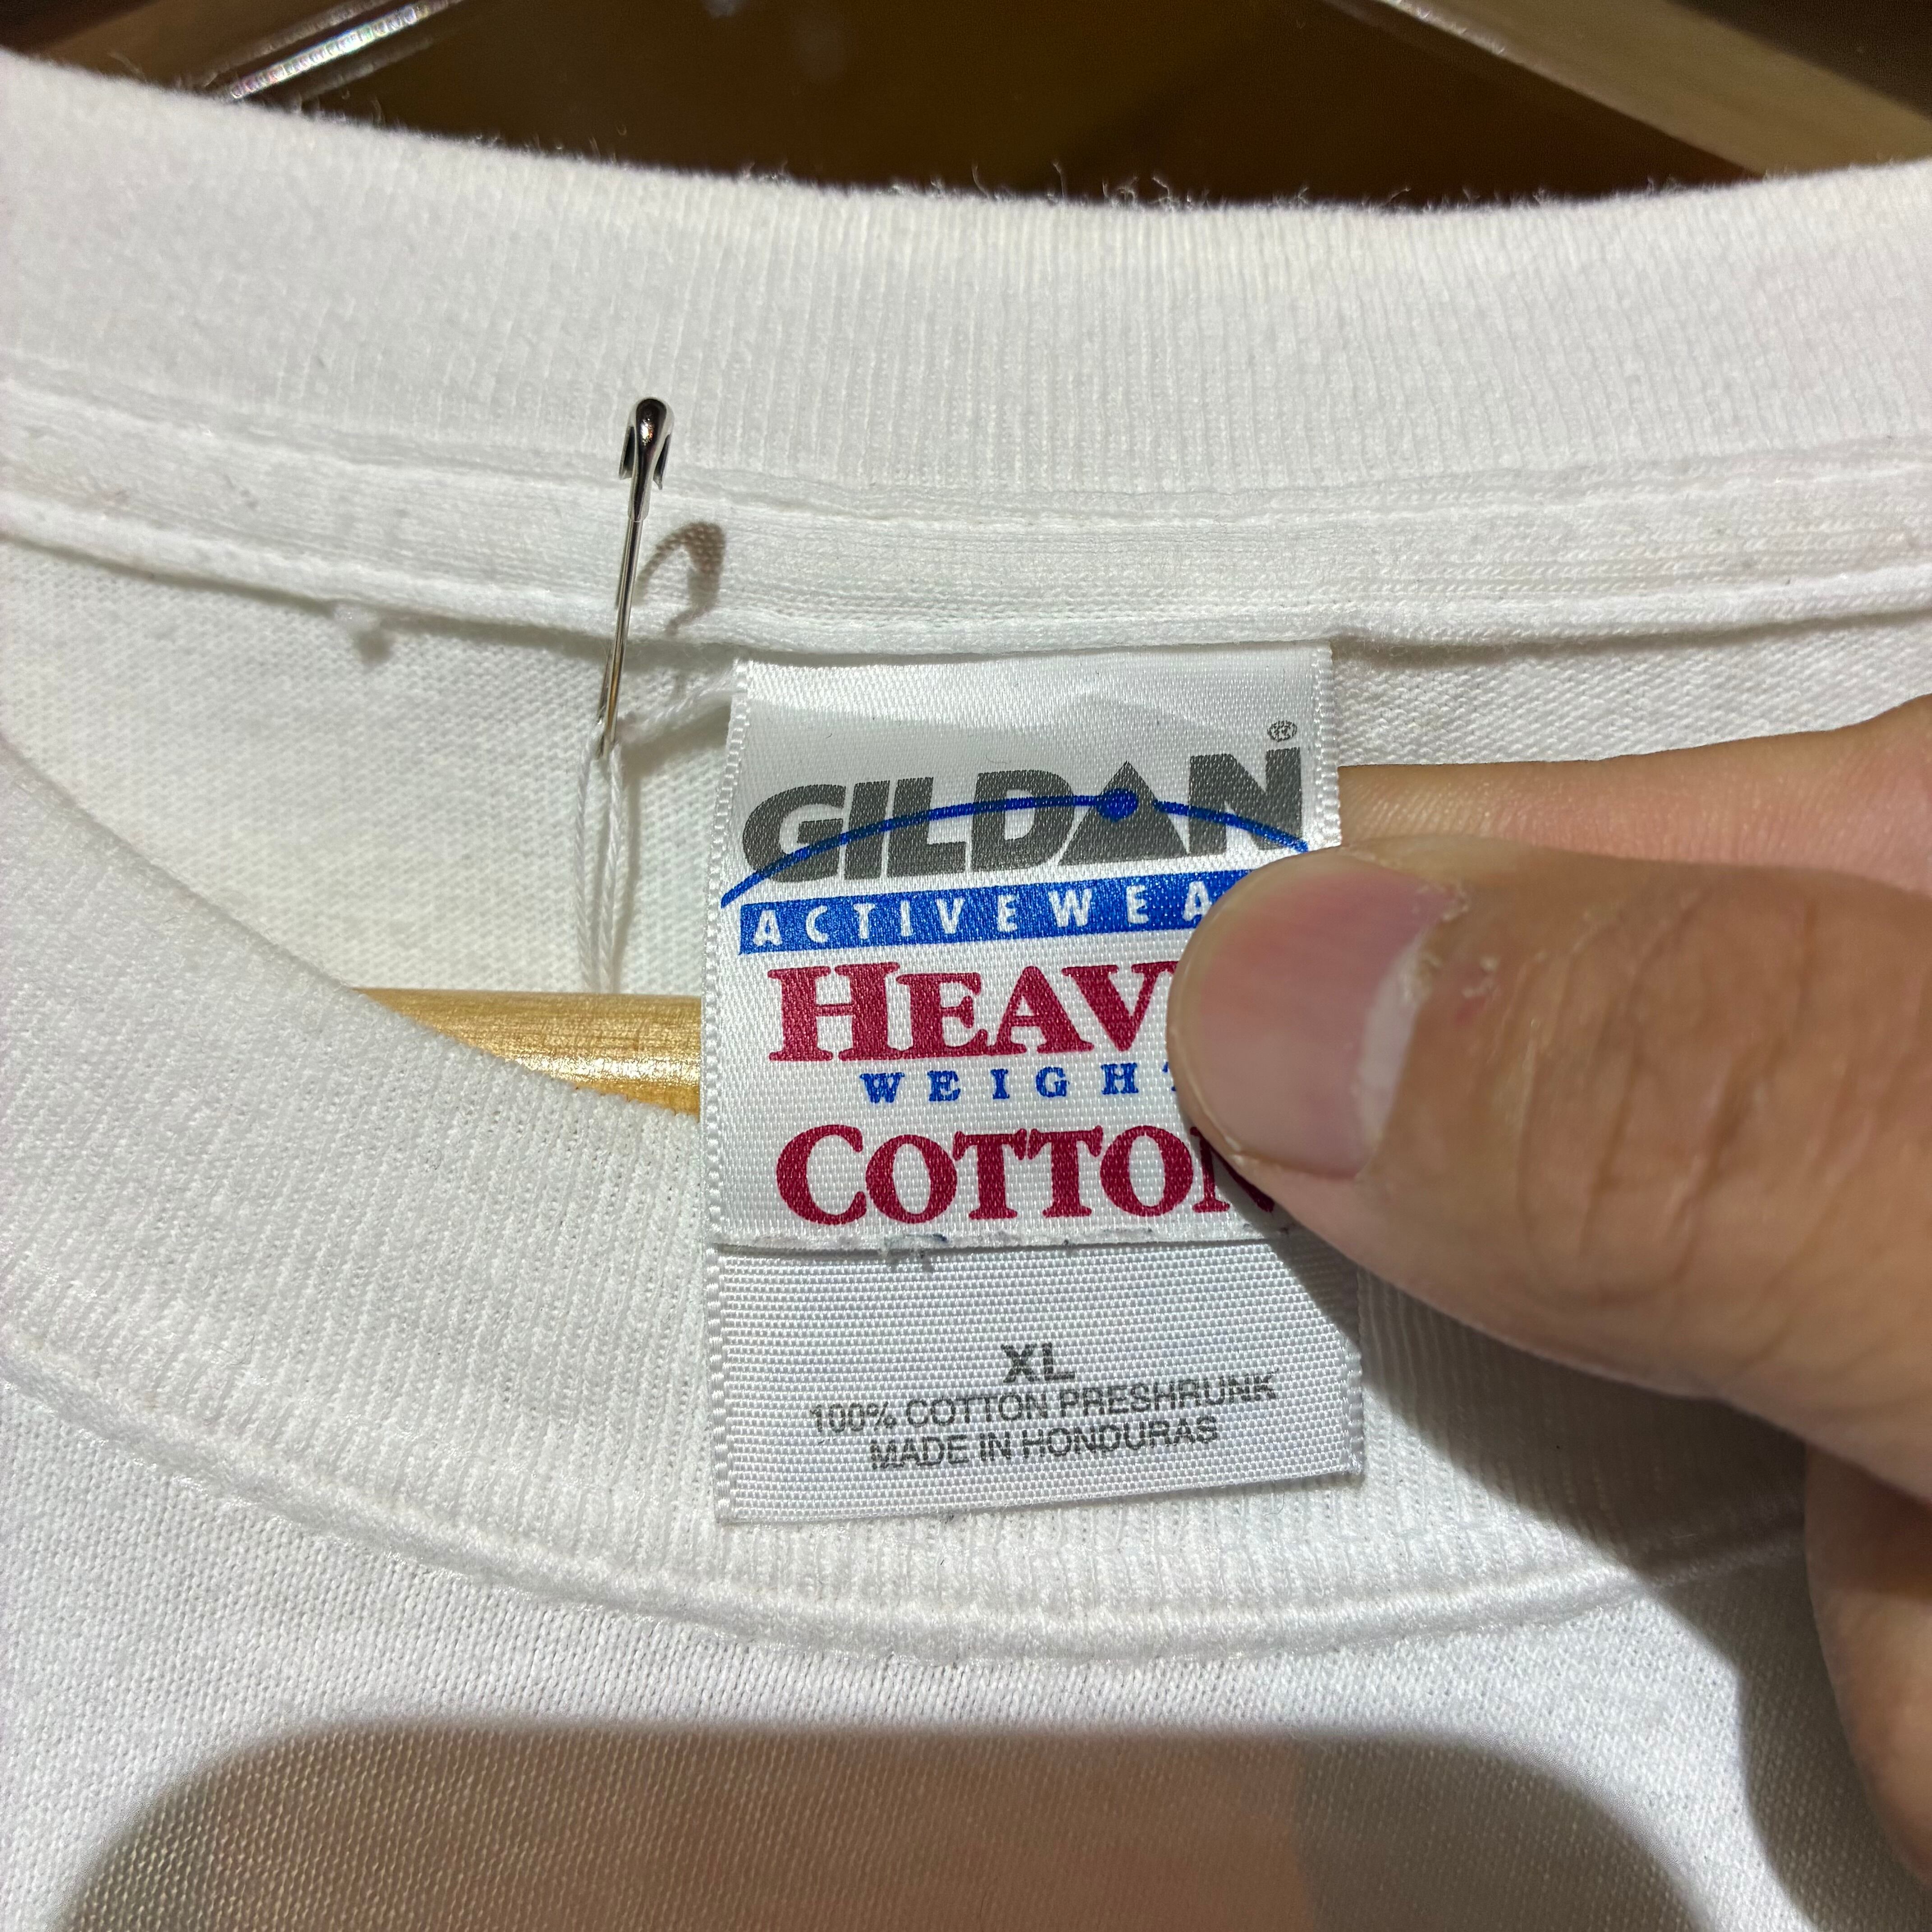 GILDAN®
ACTIVEWEA
HEAV
WEIGHT
COTTON
XL
100% COTTON PRESHRUNK
MADE IN HONDURAS